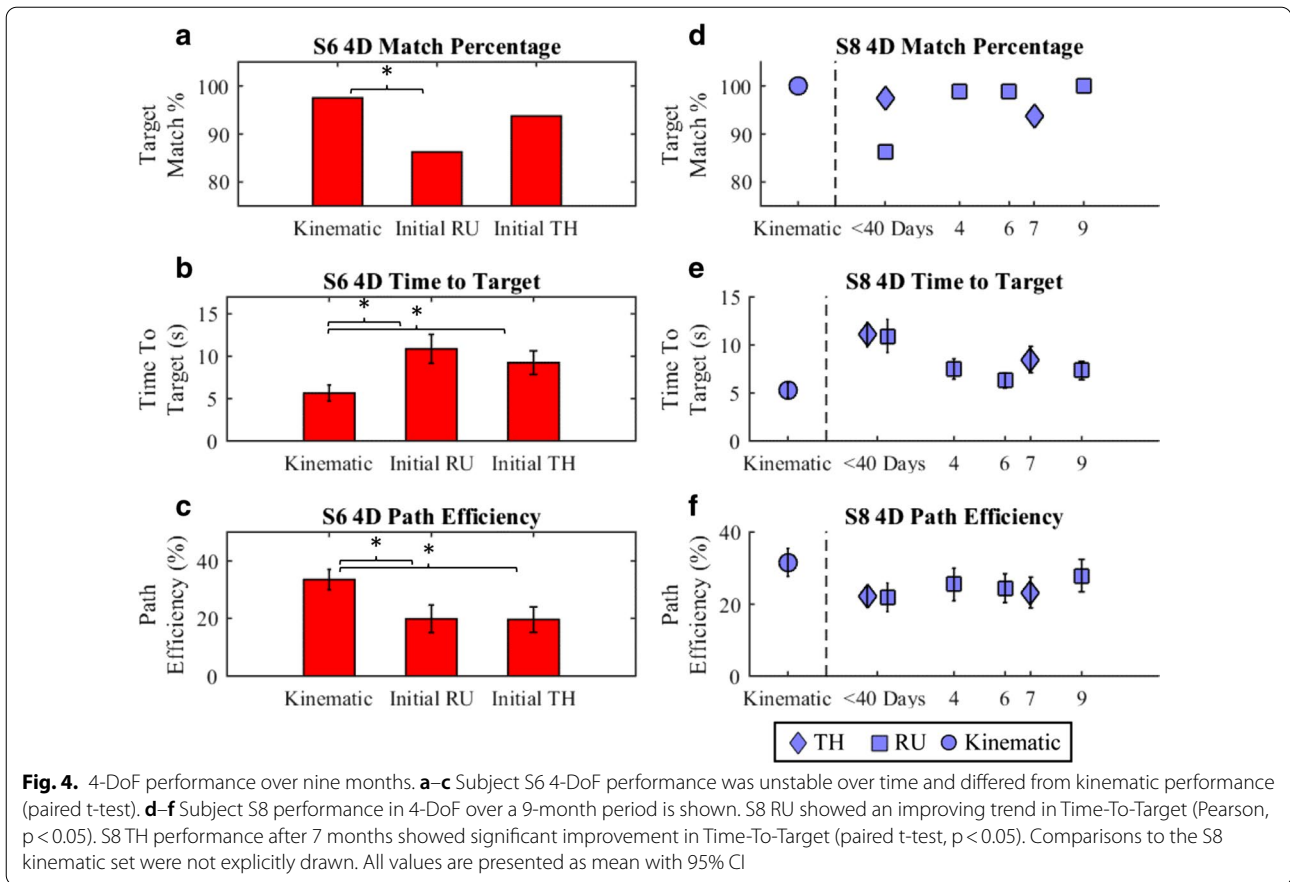 a
S6 4D Match Percentage
Target
Match %
100
90
80
*
Kinematic Initial RU Initial TH
b
S6 4D Time to Target
Time To
Target (s)
15
10
5
0
* *
Kinematic Initial RU Initial TH
c
S6 4D Path Efficiency
Path
Efficiency (%)
40
20
0
* *
Kinematic Initial RU Initial TH
d
S8 4D Match Percentage
Target
Match %
100
90
80
Kinematic <40 Days 4 6 7 9
e
S8 4D Time to Target
Time To
Target (s)
15
10
5
0
Kinematic <40 Days 4 6 7 9
f
S8 4D Path Efficiency
Path
Efficiency (%)
40
20
0
Kinematic <40 Days 4 6 7 9
TH RU Kinematic
Fig. 4. 4-DoF performance over nine months. a–c Subject S6 4-DoF performance was unstable over time and differed from kinematic performance
(paired t-test). d–f Subject S8 performance in 4-DoF over a 9-month period is shown. S8 RU showed an improving trend in Time-To-Target (Pearson,
p < 0.05). S8 TH performance after 7 months showed significant improvement in Time-To-Target (paired t-test, p < 0.05). Comparisons to the S8
kinematic set were not explicitly drawn. All values are presented as mean with 95% CI